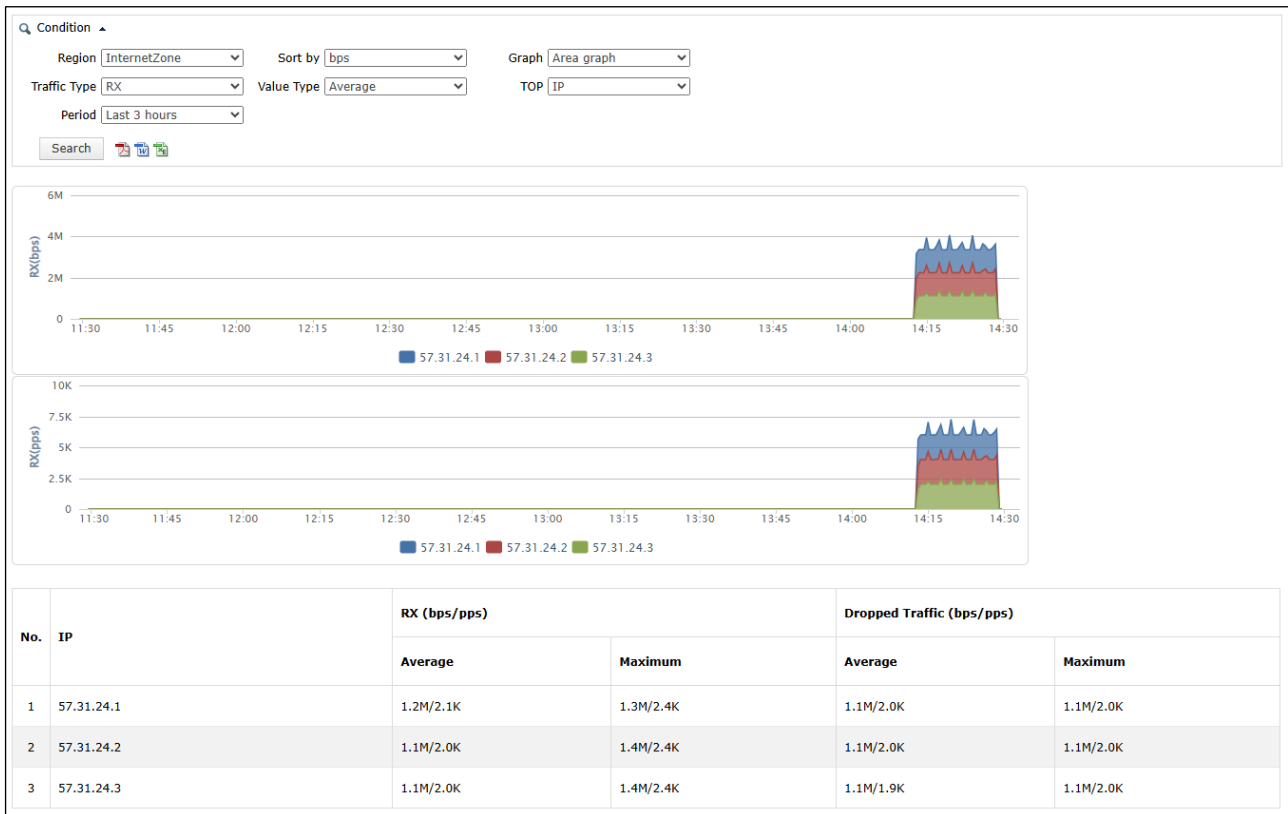 Condition
Region InternetZone Sort by bps Graph Area graph
Traffic Type RX Value Type Average TOP IP
Period Last 3 hours
Search
6M
4M
2M
0
RX(bps)
11:30 11:45 12:00 12:15 12:30 12:45 13:00 13:15 13:30 13:45 14:00 14:15 14:30
57.31.24.1 57.31.24.2 57.31.24.3
10K
7.5K
5K
2.5K
0
RX(pps)
11:30 11:45 12:00 12:15 12:30 12:45 13:00 13:15 13:30 13:45 14:00 14:15 14:30
57.31.24.1 57.31.24.2 57.31.24.3
No. IP RX (bps/pps) Dropped Traffic (bps/pps)
Average Maximum Average Maximum
1 57.31.24.1 1.2M/2.1K 1.3M/2.4K 1.1M/2.0K 1.1M/2.0K
2 57.31.24.2 1.1M/2.0K 1.4M/2.4K 1.1M/2.0K 1.1M/2.0K
3 57.31.24.3 1.1M/2.0K 1.4M/2.4K 1.1M/1.9K 1.1M/2.0K